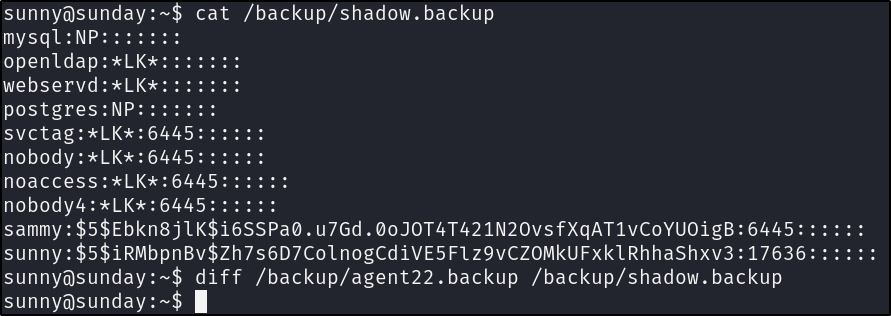 sunny@sunday:~$ cat /backup/shadow.backup
mysql:NP:::::::
openldap:*LK*:::::::
webservd:*LK*:::::::
postgres:NP:::::::
svctag:*LK*:6445::::::
nobody:*LK*:6445::::::
noaccess:*LK*:6445::::::
nobody4:*LK*:6445::::::
sammy:$5$Ebkn8jlK$i6SSPa0.u7Gd.0oJOT4T421N2OvsfXqAT1vCoYUOigB:6445::::::
sunny:$5$iRMbpnBv$Zh7s6D7ColnogCdiVE5Flz9vCZOMkUFxklRhhaShxv3:17636::::::
sunny@sunday:~$ diff /backup/agent22.backup /backup/shadow.backup
sunny@sunday:~$